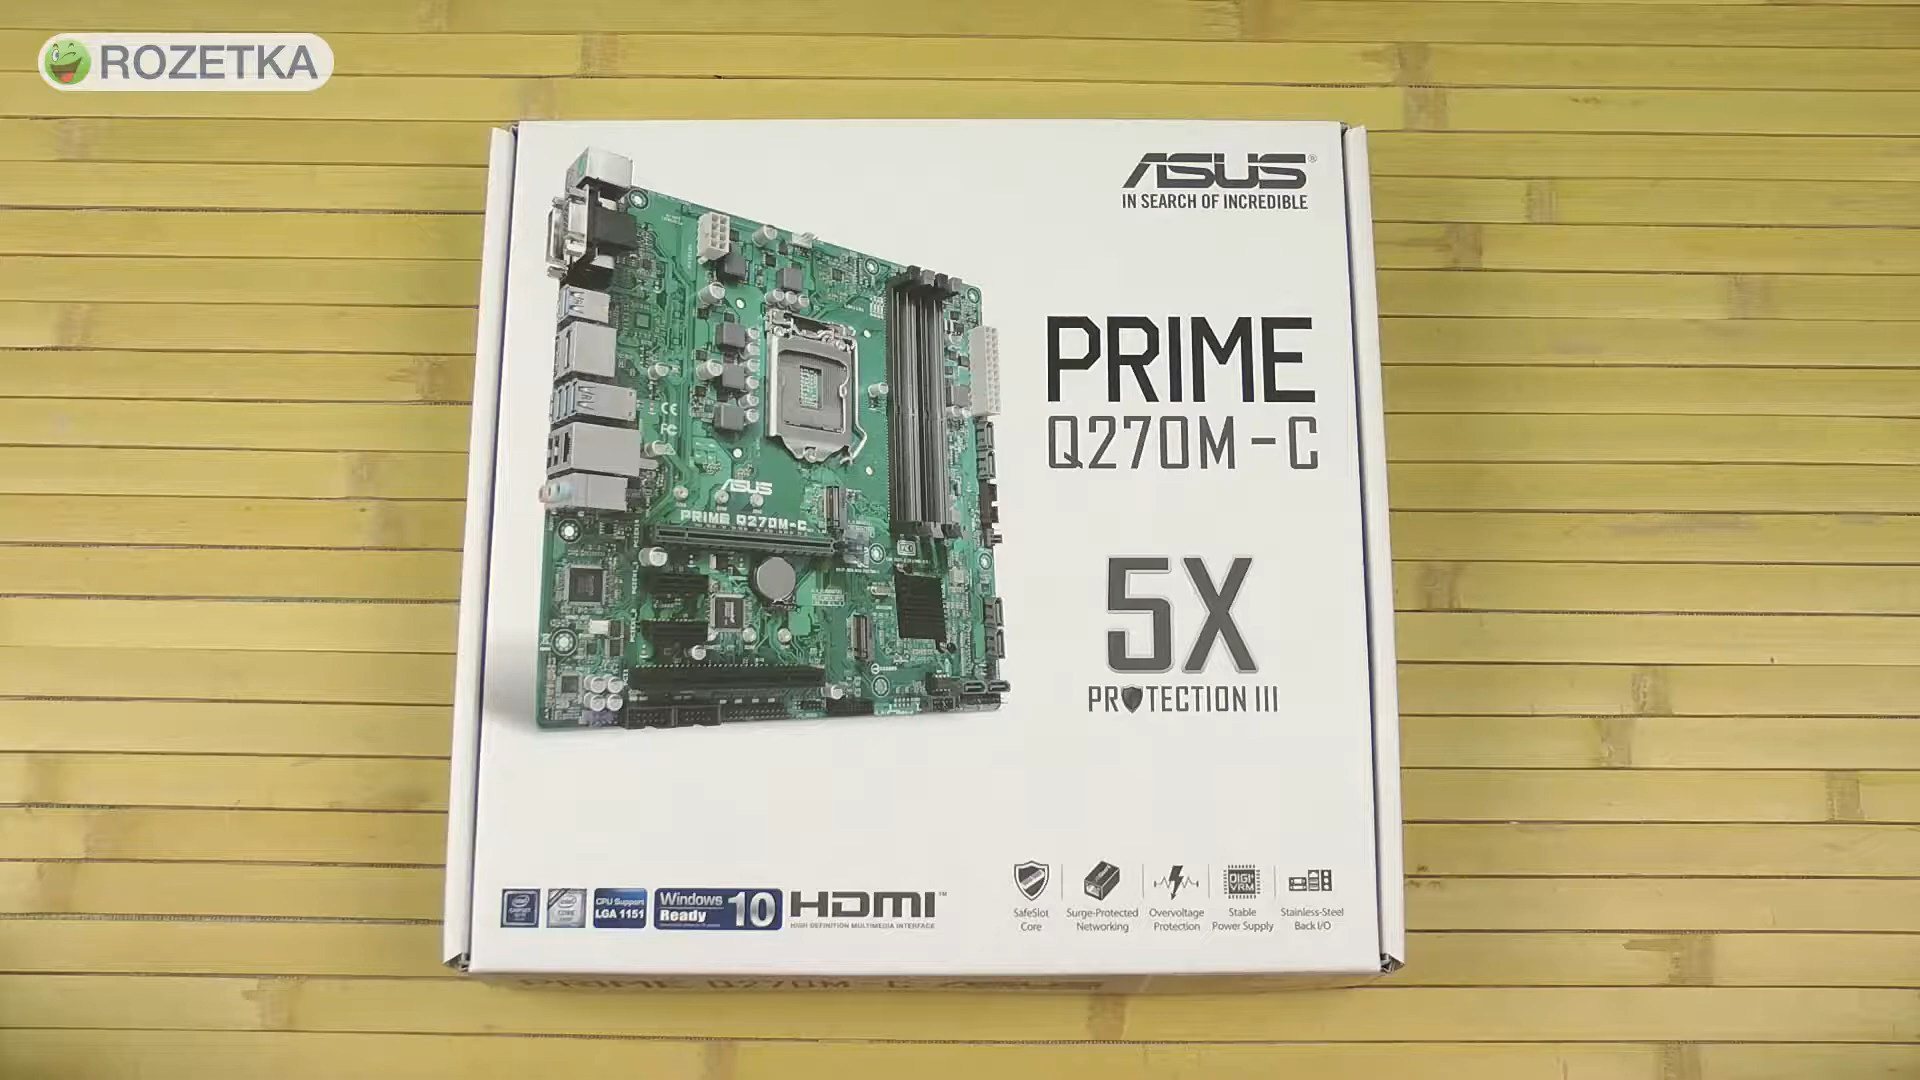 ROZETKA
ASUS®
IN SEARCH OF INCREDIBLE
PRIME
Q270M-C
5X
PROTECTION III
ASUS
PRIME Q270M-C
CPU Support
LGA 1151
Windows 10
Ready
HDMI™
HIGH DEFINITION MULTIMEDIA INTERFACE
DIGI+
VRM
SafeSlot
Core
Surge-Protected
Networking
Overvoltage
Protection
Stable
Power Supply
Stainless-Steel
Back I/O
PRIME Q270M-C ASUS